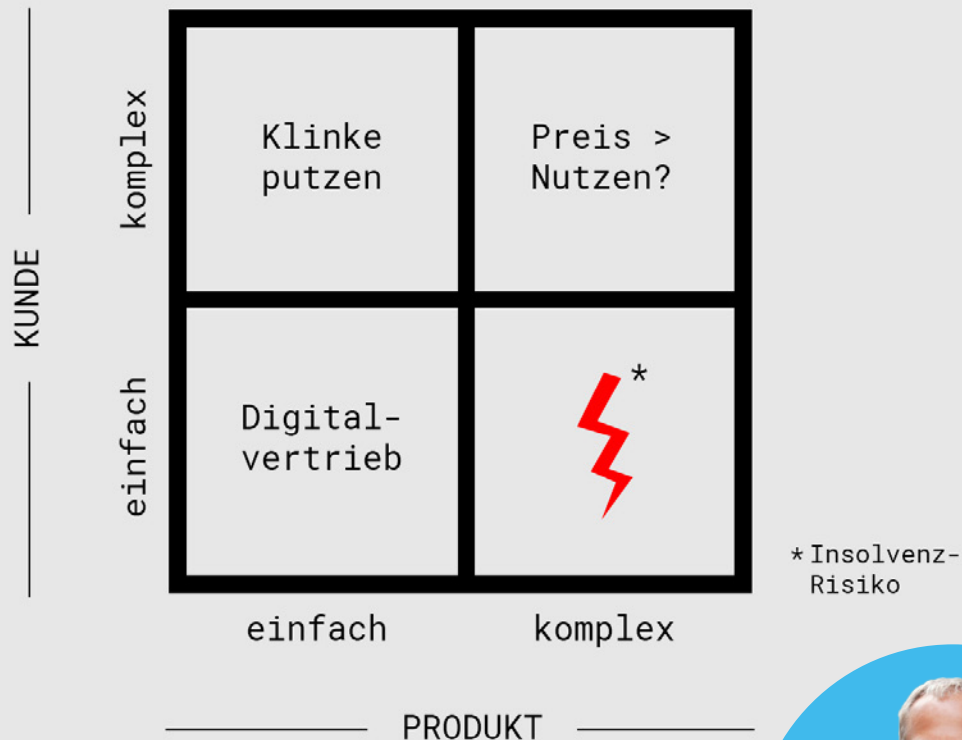 KUNDE
komplex
einfach
Klinke
putzen
Preis >
Nutzen?
Digital-
vertrieb
*
* Insolvenz-
Risiko
einfach
komplex
PRODUKT